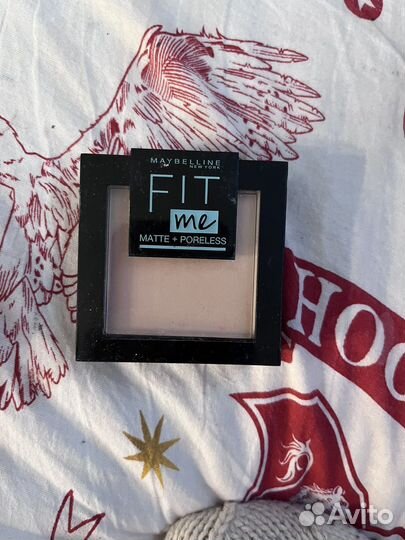 MAYBELLINE
NEW YORK
FIT
me
MATTE + PORELESS
HOO
Avito